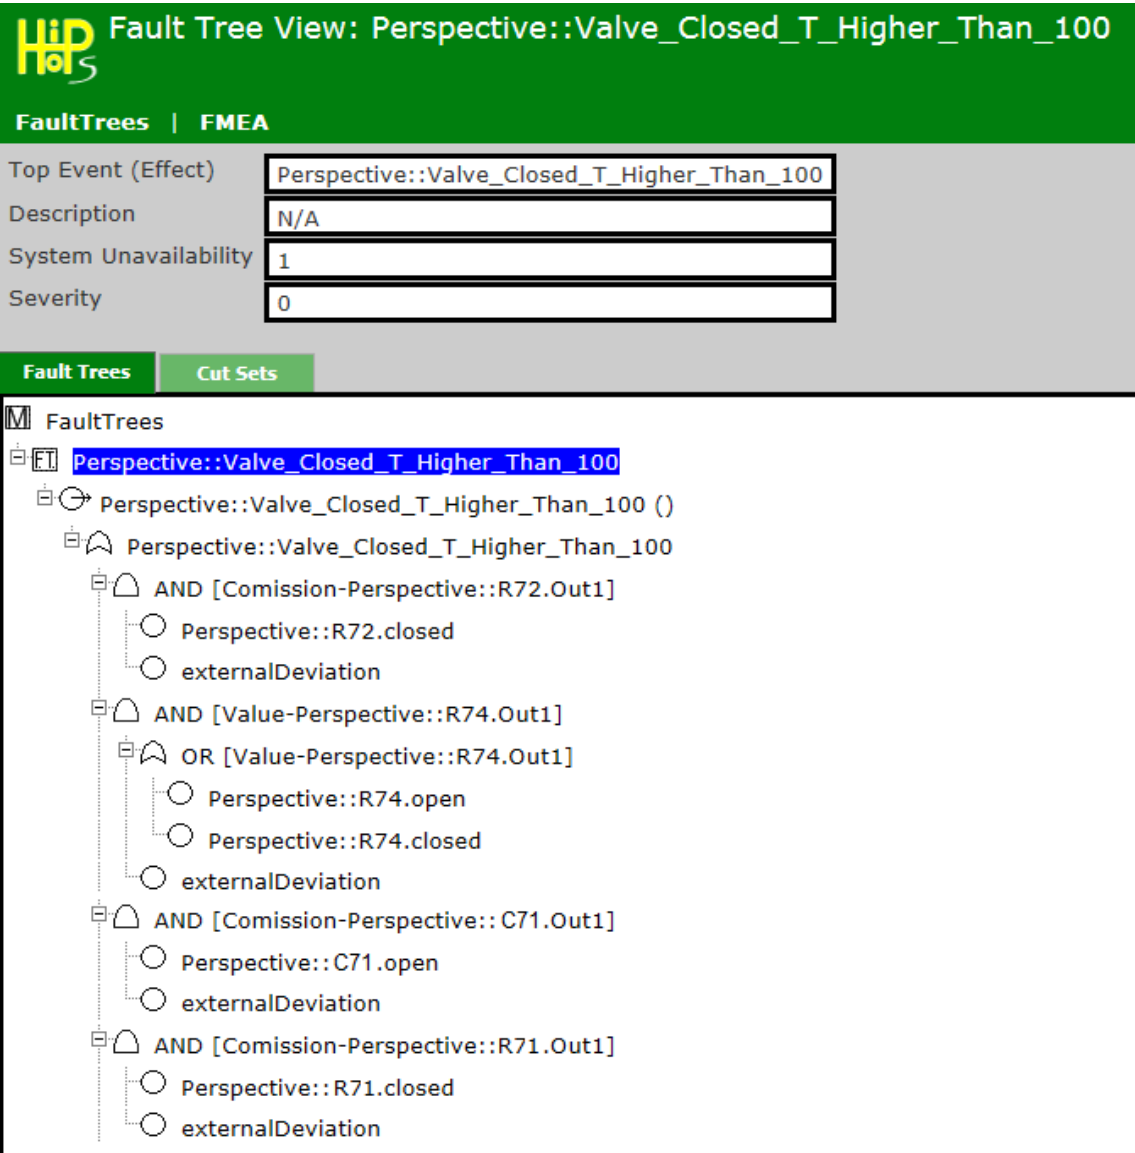 HiP HOPS
Fault Tree View: Perspective::Valve_Closed_T_Higher_Than_100
FaultTrees | FMEA
Top Event (Effect) Perspective::Valve_Closed_T_Higher_Than_100
Description N/A
System Unavailability 1
Severity 0
Fault Trees Cut Sets
M FaultTrees
F.T. Perspective::Valve_Closed_T_Higher_Than_100
Perspective::Valve_Closed_T_Higher_Than_100 ()
Perspective::Valve_Closed_T_Higher_Than_100
AND [Comission-Perspective::R72.Out1]
Perspective::R72.closed
externalDeviation
AND [Value-Perspective::R74.Out1]
OR [Value-Perspective::R74.Out1]
Perspective::R74.open
Perspective::R74.closed
externalDeviation
AND [Comission-Perspective::C71.Out1]
Perspective::C71.open
externalDeviation
AND [Comission-Perspective::R71.Out1]
Perspective::R71.closed
externalDeviation